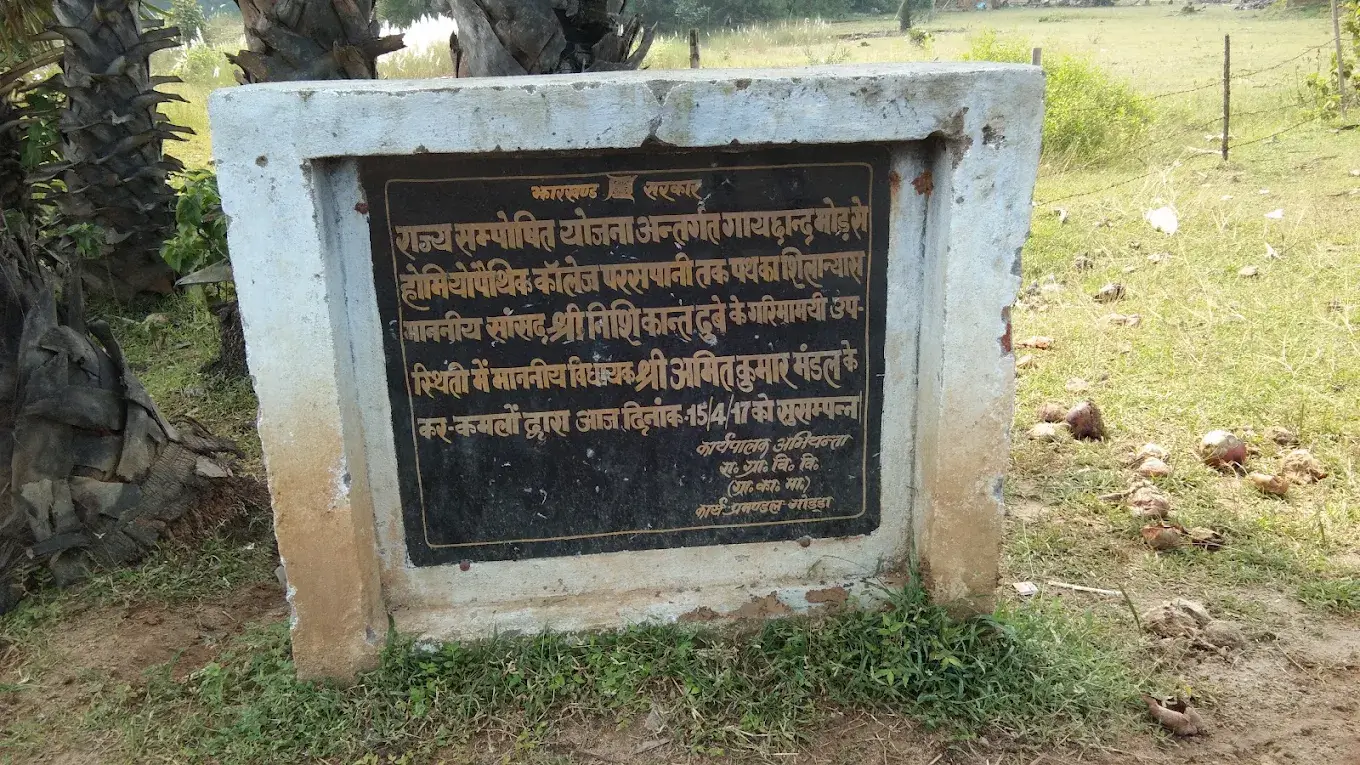 झारखण्ड सरकार
राज्य सम्पोषित योजना अन्तर्गत गायछान्द मोड़ से
होमियोपैथिक कॉलेज परसपानी तक पथ का शिलान्यास
माननीय सांसद श्री निशिकान्त दुबे के गरिमामयी उप-
स्थिती में माननीय विधायक श्री अमित कुमार मंडल के
कर-कमलों द्वारा आज दिनांक-15/4/17 को सुसम्पन्न
कार्यपालक अभियन्ता
रा. ग्रा. वि. वि.
(ग्रा. का. मा.)
कार्य प्रमण्डल गोड्डा